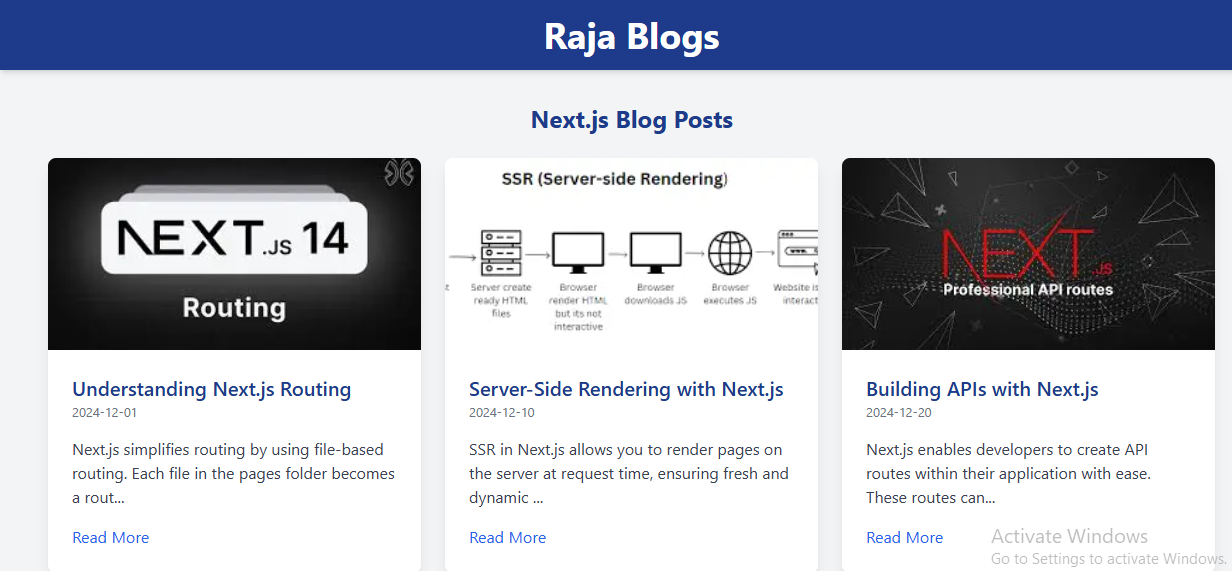 Raja Blogs
Next.js Blog Posts
NEXT.JS 14
Routing
Understanding Next.js Routing
2024-12-01
Next.js simplifies routing by using file-based
routing. Each file in the pages folder becomes
a rout...
Read More
SSR (Server-side Rendering)
Server create
ready HTML
files
Browser
render HTML
but its not
interactive
Browser
downloads JS
Browser
executes JS
Website is
interact
www.
Server-Side Rendering with Next.js
2024-12-10
SSR in Next.js allows you to render pages on
the server at request time, ensuring fresh and
dynamic ...
Read More
NEXT.JS
Professional API routes
Building APIs with Next.js
2024-12-20
Next.js enables developers to create API
routes within their application with ease.
These routes can...
Read More
Activate Windows
Go to Settings to activate Windows.